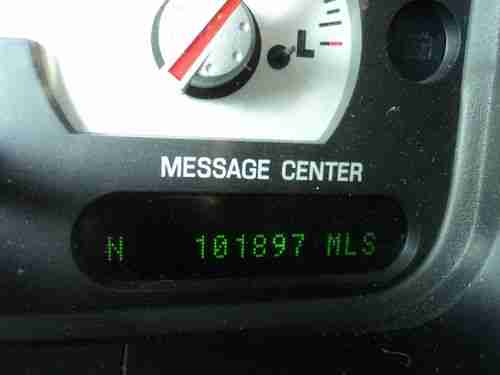 L
MESSAGE CENTER
N 101897 MLS